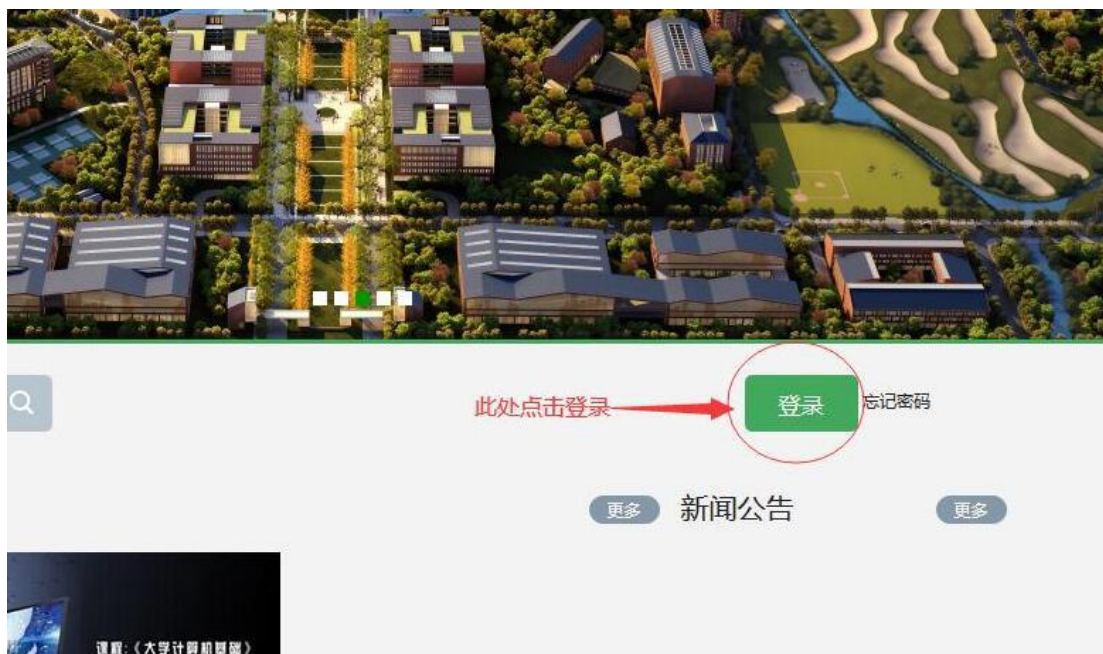 此处点击登录
登录
忘记密码
更多
新闻公告
更多
课程:《大学计算机基础》